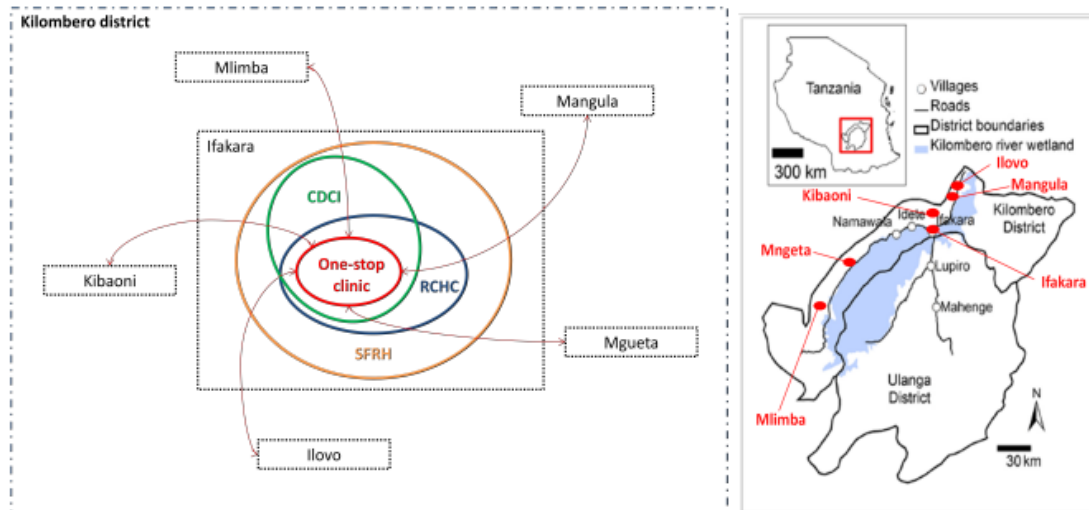 Kilombero district
Mlimba
Mangula
Ifakara
CDCI
One-stop
clinic
RCHC
Kibaoni
SFRH
Mgueta
Ilovo
Tanzania
300 km
Villages
Roads
District boundaries
Kilombero river wetland
Ilovo
Mangula
Kibaoni
Idete
Ifakara
Kilombero
District
Namawala
Mngeta
Ifakara
Lupiro
Mahenge
Mlimba
Ulanga
District
N
30 km